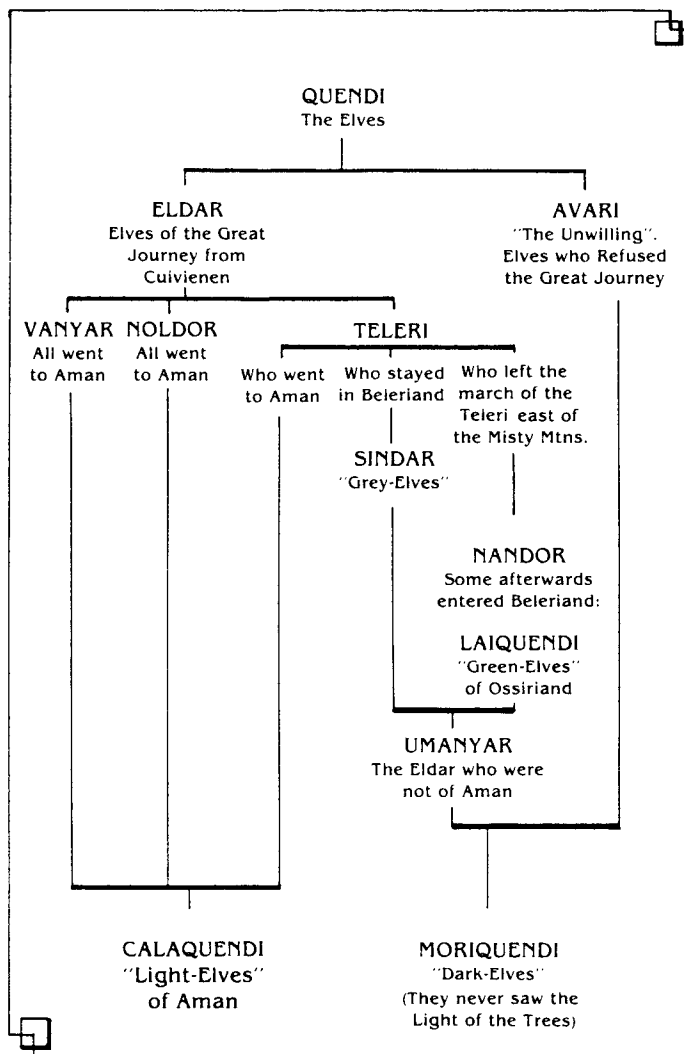 QUENDI
The Elves
ELDAR
Elves of the Great
Journey from
Cuivienen
AVARI
"The Unwilling".
Elves who Refused
the Great Journey
VANYAR
All went
to Aman
NOLDOR
All went
to Aman
TELERI
Who went
to Aman
Who stayed
in Beleriand
Who left the
march of the
Teleri east of
the Misty Mtns.
SINDAR
"Grey-Elves"
NANDOR
Some afterwards
entered Beleriand:
LAIQUENDI
"Green-Elves"
of Ossiriand
UMANYAR
The Eldar who were
not of Aman
CALAQUENDI
"Light-Elves"
of Aman
MORIQUENDI
"Dark-Elves"
(They never saw the
Light of the Trees)